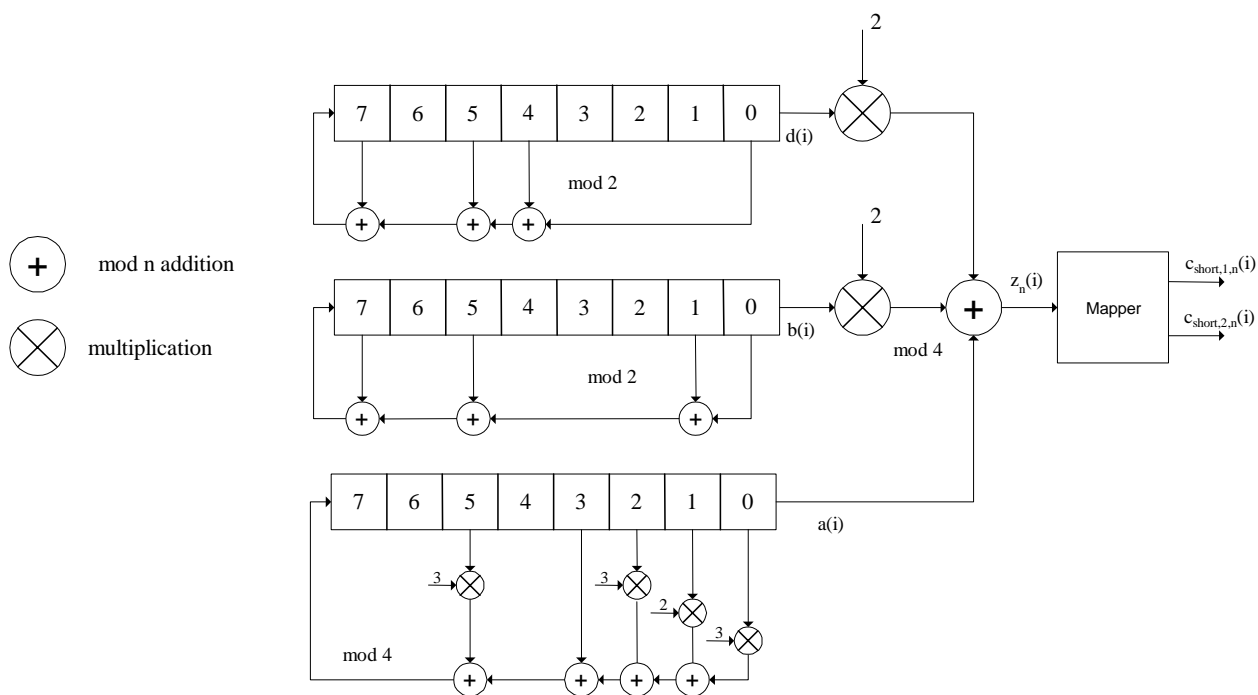 2
7 6 5 4 3 2 1 0
d(i)
mod 2
+ + +
2
+ mod n addition
multiplication
7 6 5 4 3 2 1 0
b(i)
+
mod 4
z_n(i)
Mapper
c_short,1,n(i)
c_short,2,n(i)
mod 2
+ + +
7 6 5 4 3 2 1 0
a(i)
3
3
2
3
mod 4
+ + + +